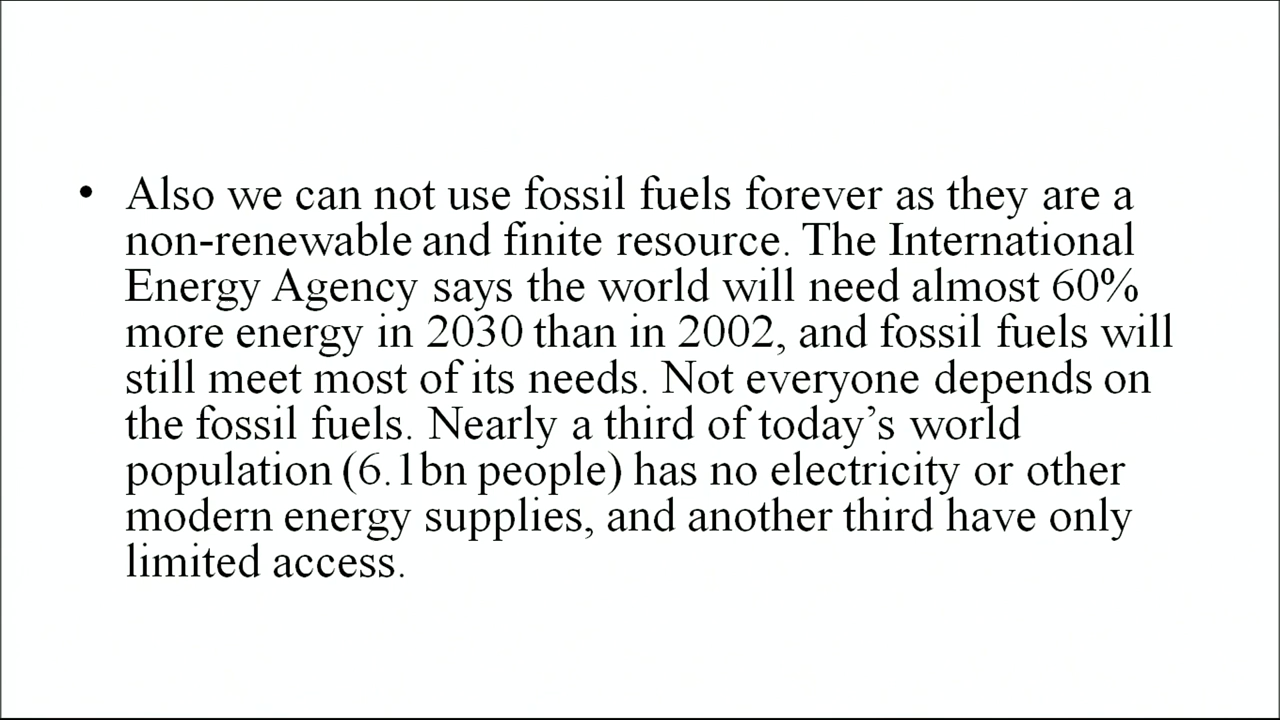 • Also we can not use fossil fuels forever as they are a
non-renewable and finite resource. The International
Energy Agency says the world will need almost 60%
more energy in 2030 than in 2002, and fossil fuels will
still meet most of its needs. Not everyone depends on
the fossil fuels. Nearly a third of today’s world
population (6.1bn people) has no electricity or other
modern energy supplies, and another third have only
limited access.